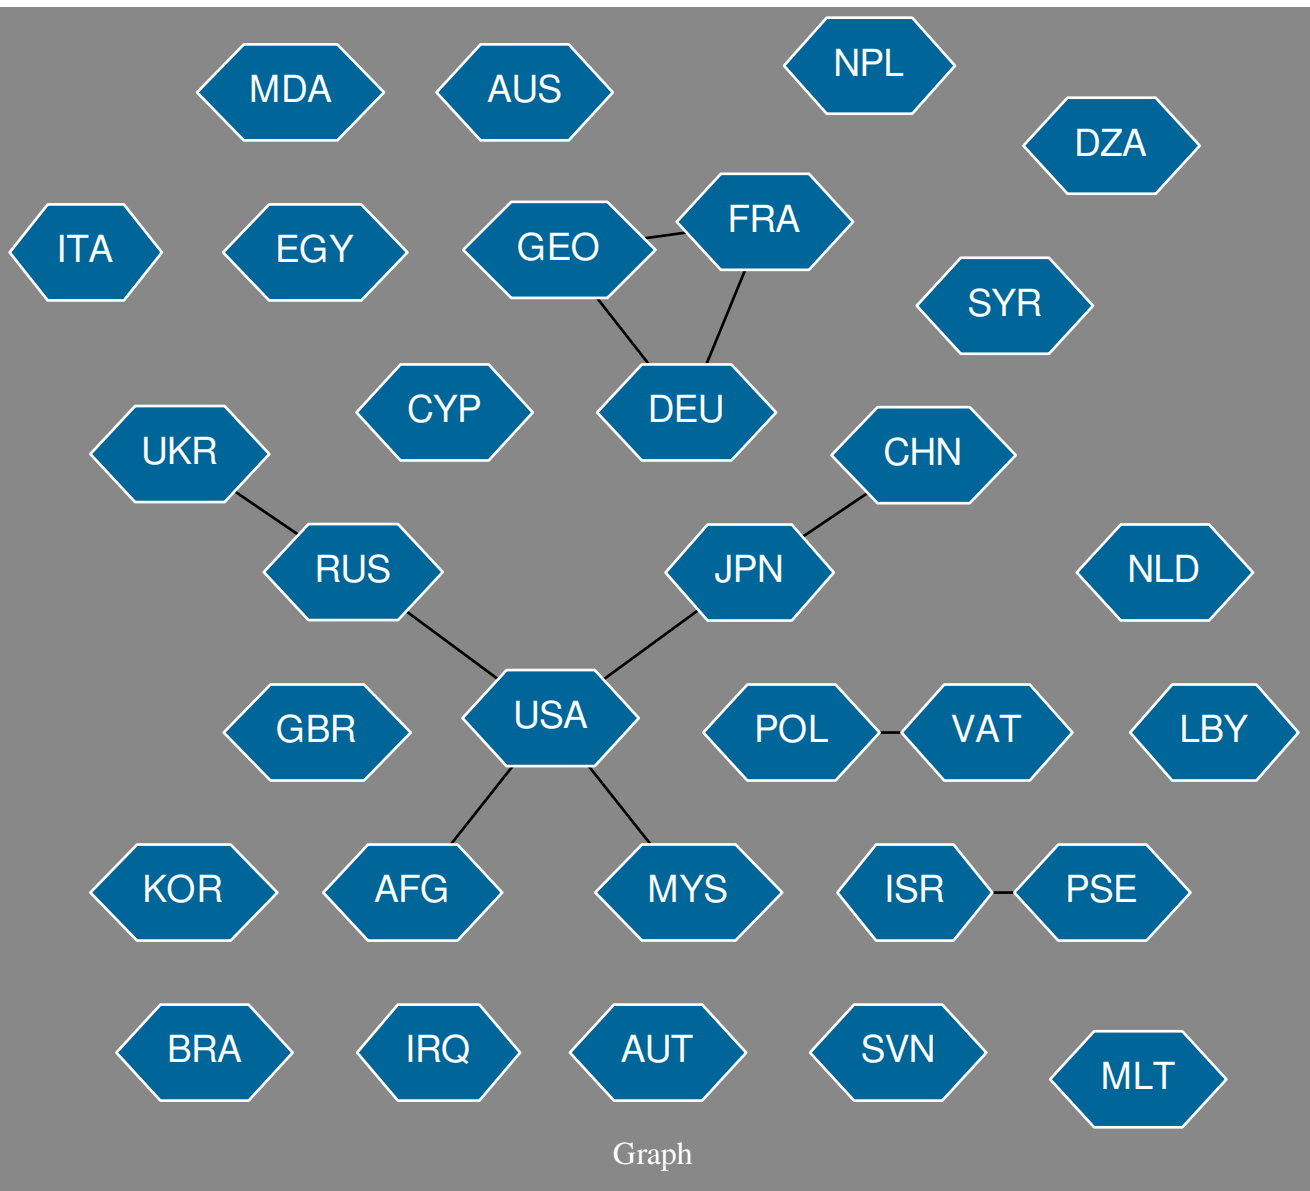 NPL
MDA
AUS
DZA
FRA
GEO
ITA
EGY
SYR
CYP
DEU
UKR
CHN
RUS
JPN
NLD
USA
GBR
POL
VAT
LBY
KOR
AFG
MYS
ISR
PSE
BRA
IRQ
AUT
SVN
MLT
Graph